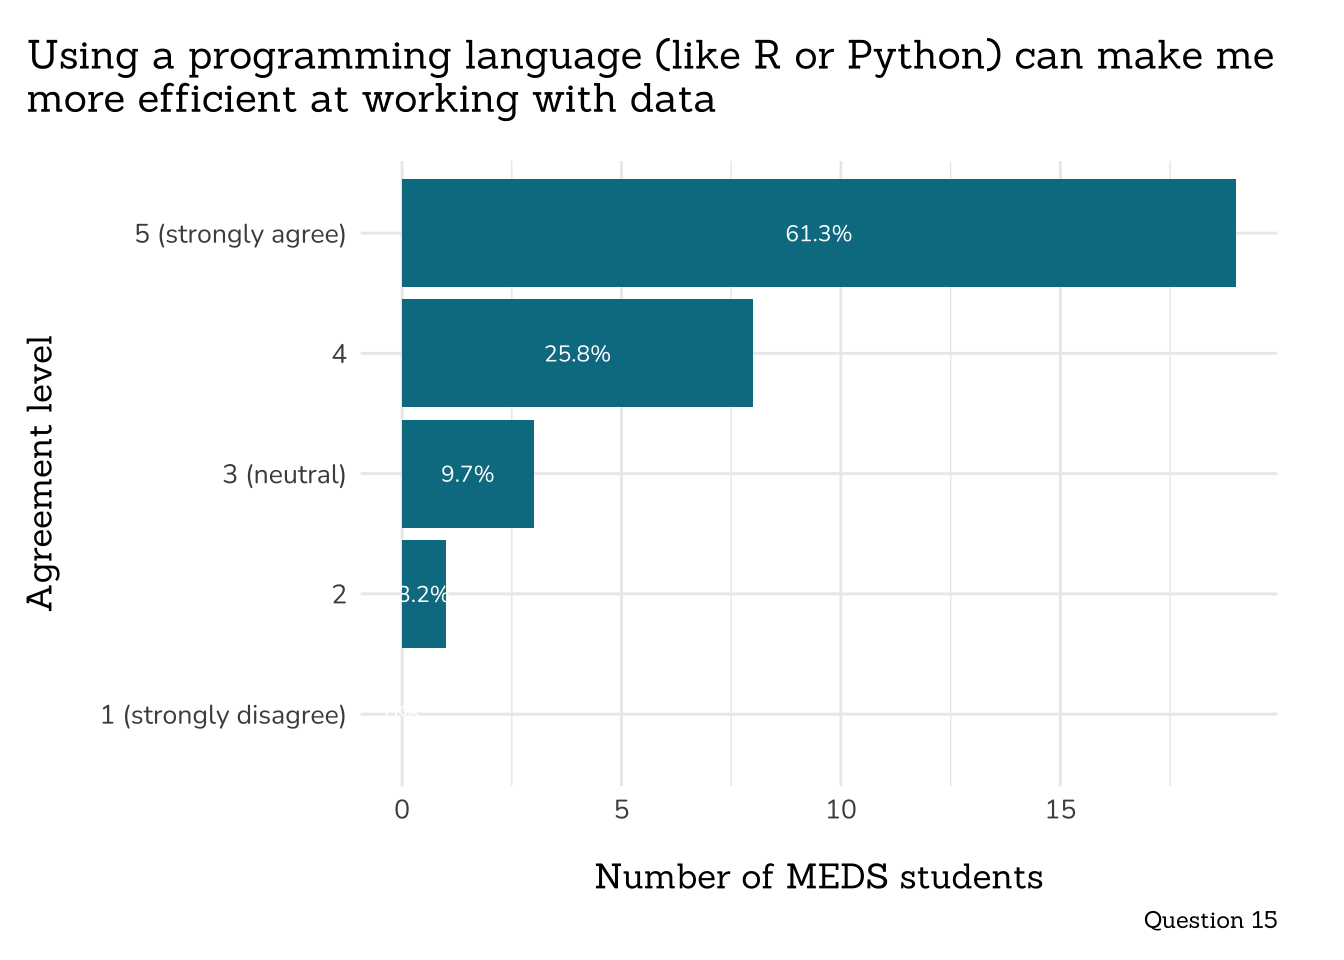 Using a programming language (like R or Python) can make me
more efficient at working with data
Agreement level
5 (strongly agree)
61.3%
4
25.8%
3 (neutral)
9.7%
2
3.2%
1 (strongly disagree)
0 5 10 15
Number of MEDS students
Question 15